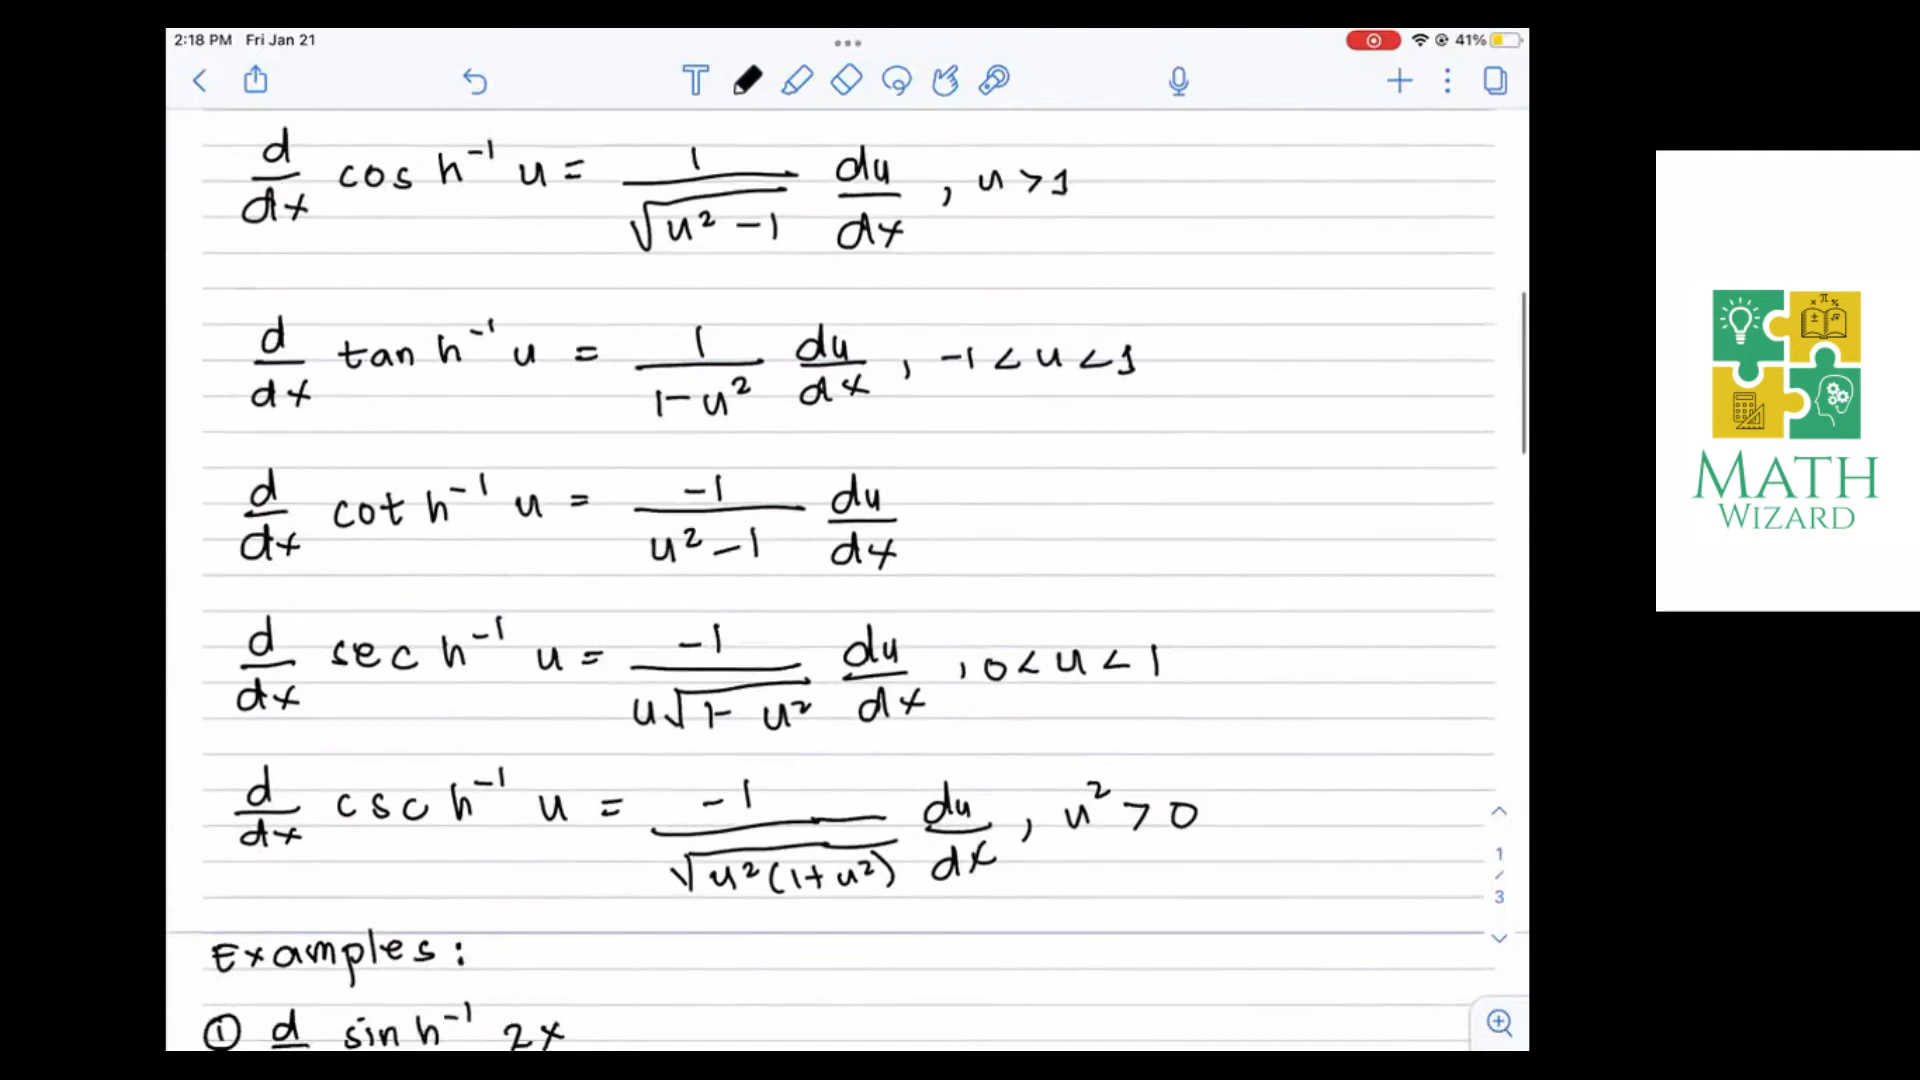 2:18 PM Fri Jan 21
41%
d/dx cos h⁻¹ u = 1/√(u² - 1) du/dx , u > 1
d/dx tan h⁻¹ u = 1/(1 - u²) du/dx , -1 < u < 1
d/dx cot h⁻¹ u = -1/(u² - 1) du/dx
d/dx sec h⁻¹ u = -1/(u√(1 - u²)) du/dx , 0 < u < 1
d/dx csc h⁻¹ u = -1/√(u²(1 + u²)) du/dx , u² > 0
1/3
Examples:
① d sin h⁻¹ 2x
MATH
WIZARD